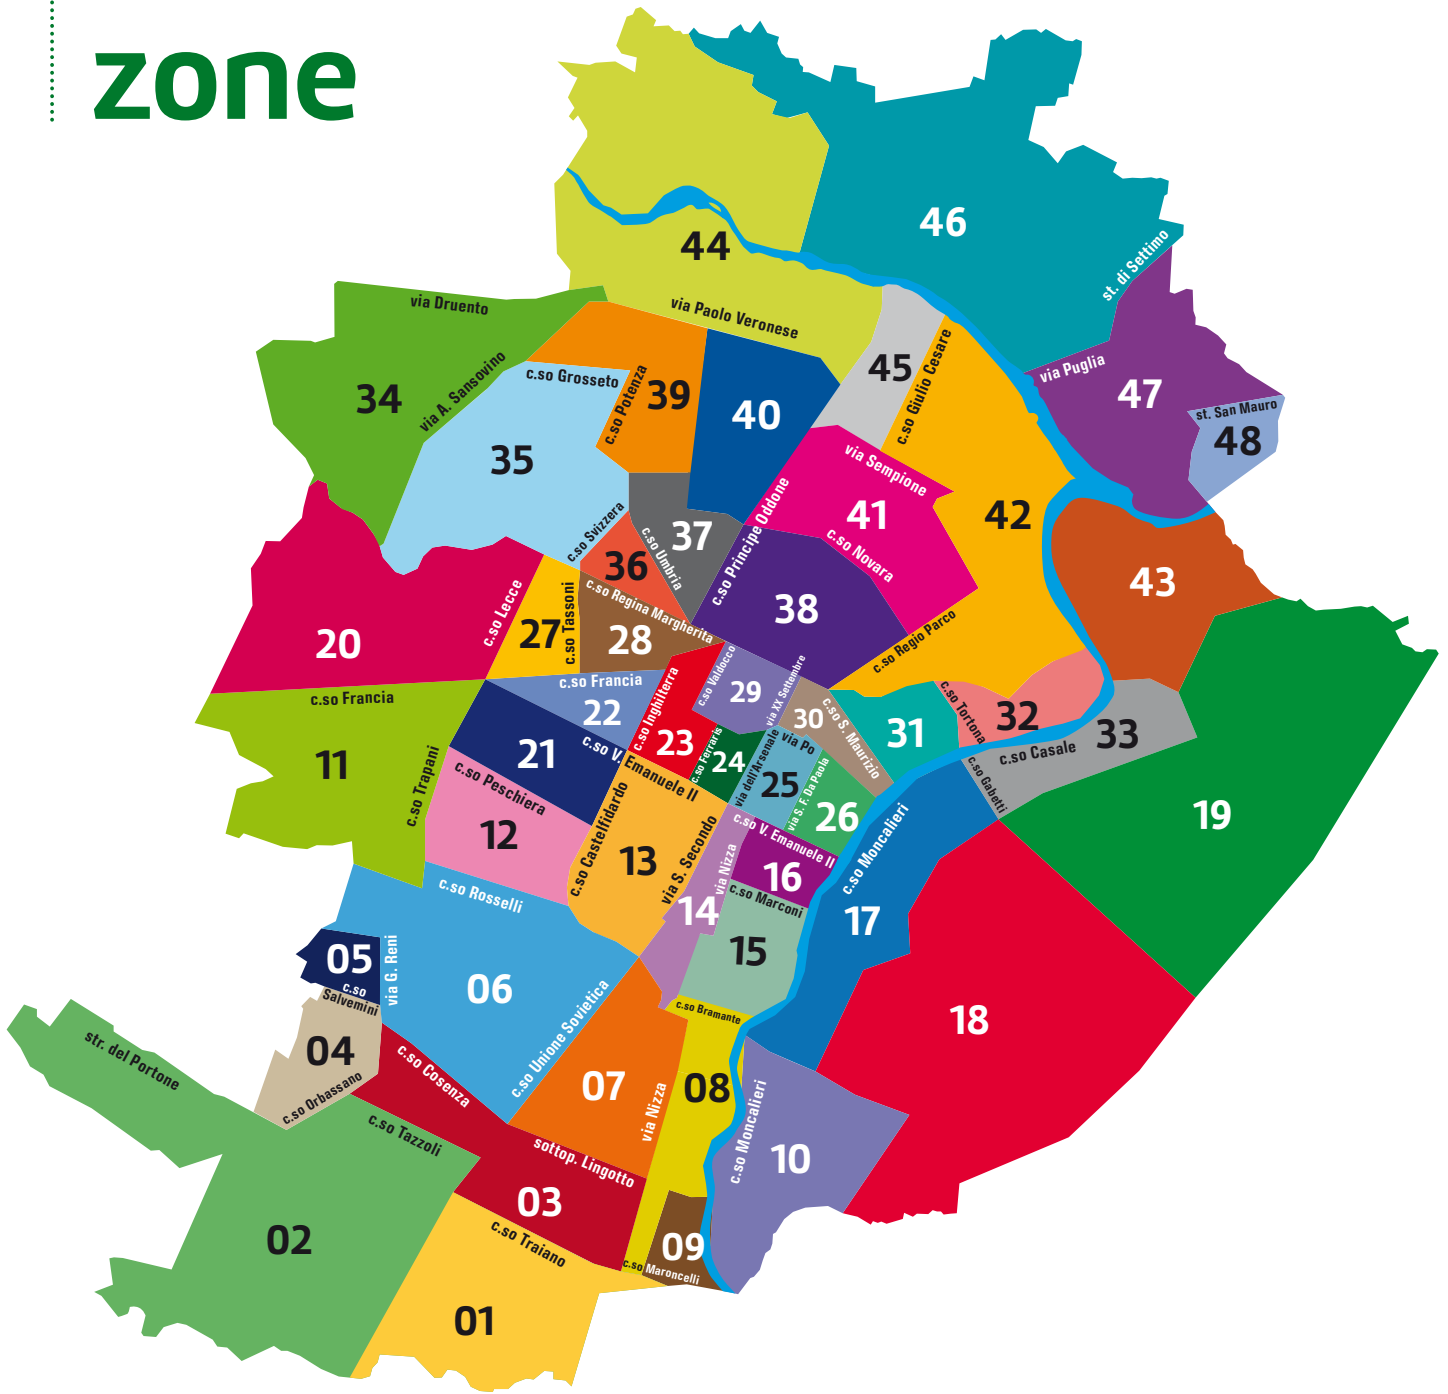 zone
46
44
st. di Settimo
via Druento
via Paolo Veronese
34
via A. Sansovino
c.so Grosseto
c.so Potenza
39
40
45
c.so Giulio Cesare
via Puglia
47
st. San Mauro
48
35
c.so Svizzera
36
c.so Umbria
37
c.so Principe Oddone
via Sempione
41
c.so Novara
42
43
20
c.so Lecce
27
c.so Tassoni
c.so Regina Margherita
28
38
c.so Regio Parco
c.so Francia
c.so Francia
22
c.so Inghilterra
23
c.so Valdocco
29
via XX Settembre
30
c.so S. Maurizio
31
c.so Tortona
32
c.so Casale
33
c.so Gabetti
19
11
c.so Trapani
21
c.so V.
Emanuele II
c.so Ferraris
24
via dell'Arsenale
via Po
25
via S. F. Da Paola
26
c.so Peschiera
12
c.so Castelfidardo
13
via S. Secondo
via Nizza
14
c.so V. Emanuele II
16
c.so Marconi
15
c.so Moncalieri
17
c.so Rosselli
05
c.so
Salvemini
via G. Reni
06
c.so Unione Sovietica
c.so Bramante
18
str. del Portone
04
c.so Orbassano
c.so Cosenza
07
via Nizza
08
c.so Moncalieri
10
c.so Tazzoli
sottop. Lingotto
03
02
c.so Traiano
09
c.so Maroncelli
01